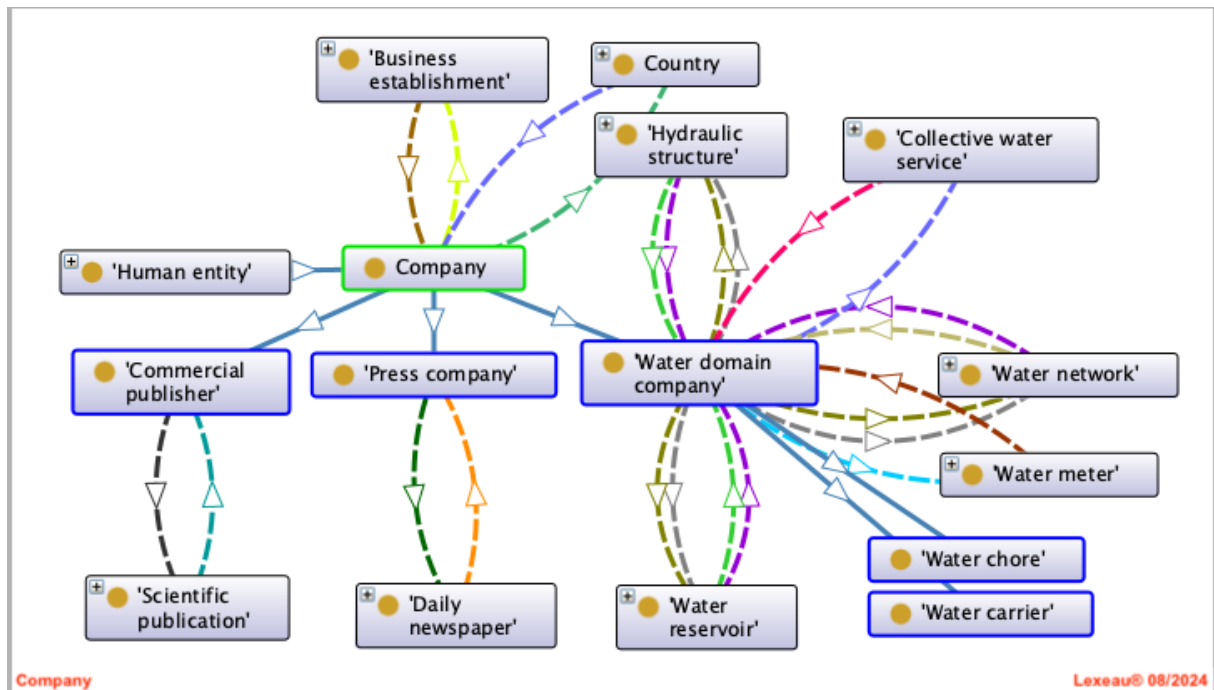 'Business
establishment'
Country
'Hydraulic
structure'
'Collective water
service'
'Human entity'
Company
'Commercial
publisher'
'Press company'
'Water domain
company'
'Water network'
'Water meter'
'Water chore'
'Water carrier'
'Scientific
publication'
'Daily
newspaper'
'Water
reservoir'
Company
Lexeau® 08/2024